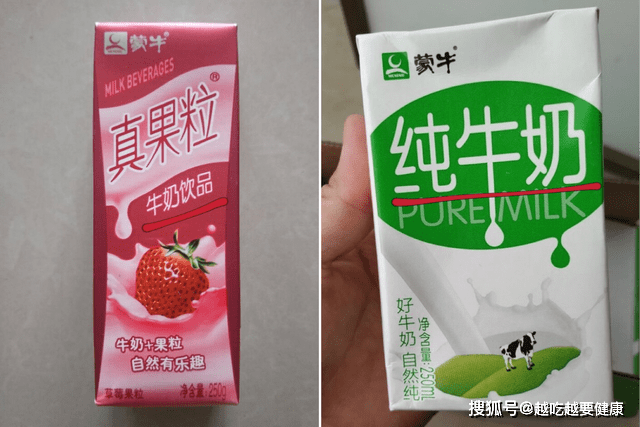 蒙牛®
MILK BEVERAGES
真果粒®
牛奶饮品
牛奶+果粒
自然有乐趣
草莓果粒 净含量:250g
蒙牛®
纯牛奶
PURE MILK
好牛奶 自然纯
净含量:250mL
搜狐号@越吃越要健康